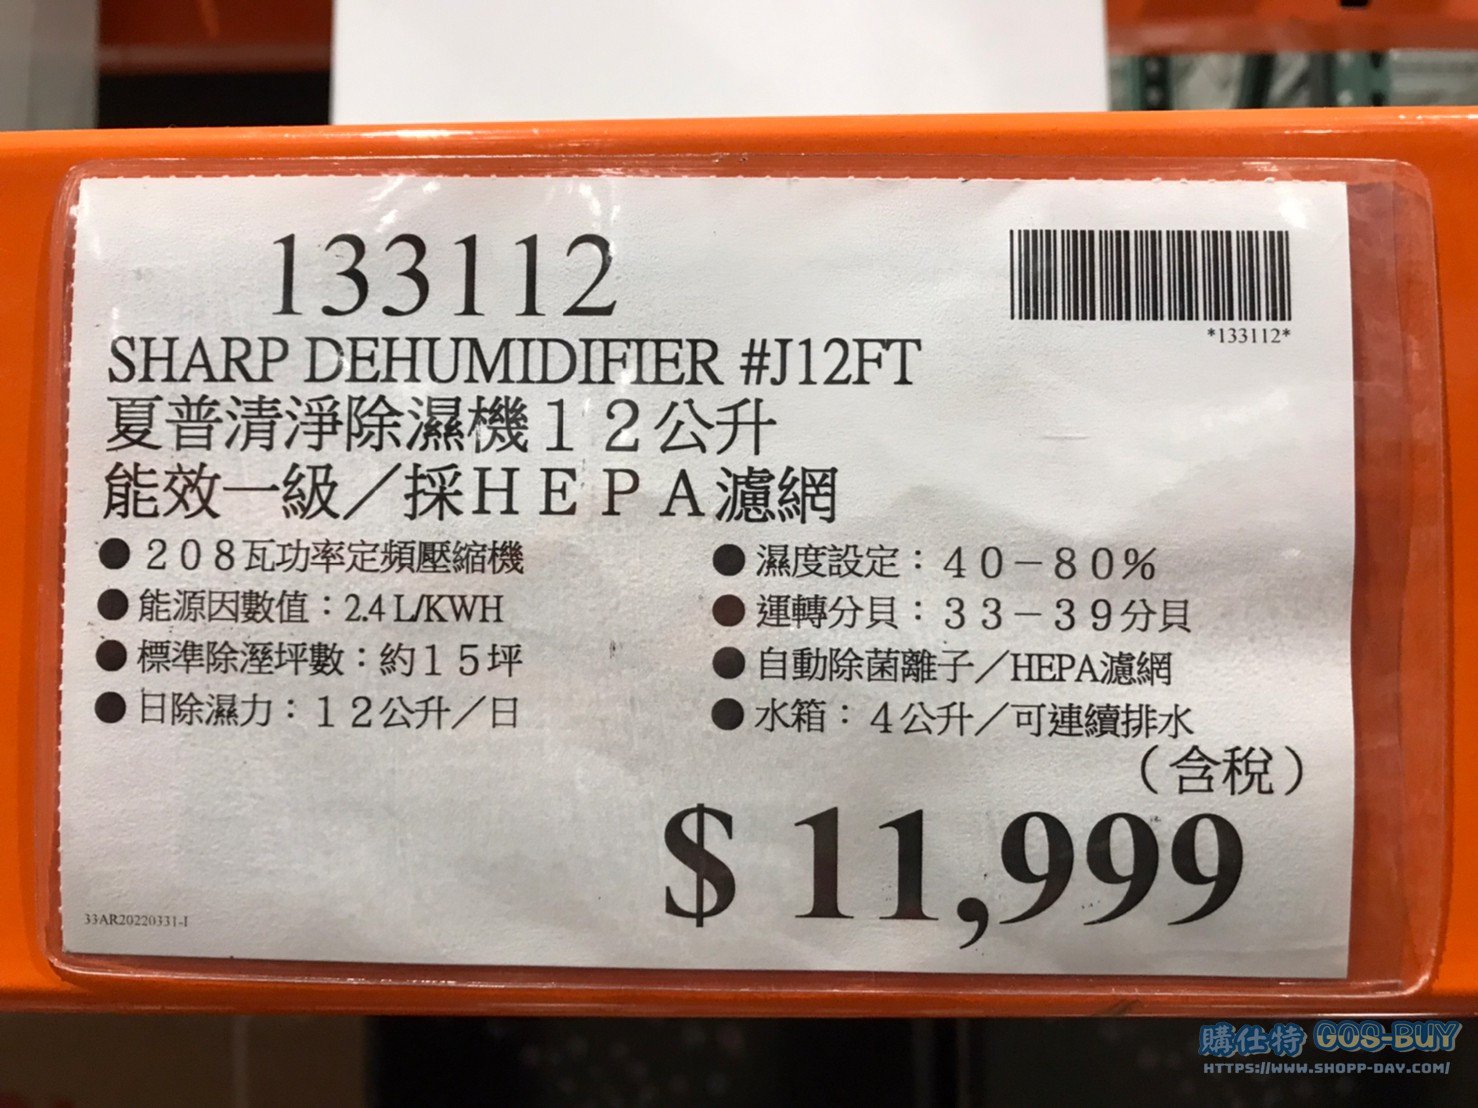 133112
*133112*
SHARP DEHUMIDIFIER #J12FT
夏普清淨除濕機１２公升
能效一級／採ＨＥＰＡ濾網
●２０８瓦功率定頻壓縮機
●能源因數值：2.4 L/KWH
●標準除溼坪數：約１５坪
●日除濕力：１２公升／日
●濕度設定：４０－８０%
●運轉分貝：３３－３９分貝
●自動除菌離子／HEPA濾網
●水箱：４公升／可連續排水
（含稅）
$ 11,999
33AR20220331-I
購仕特 GOS-BUY
HTTPS://WWW.SHOPP-DAY.COM/